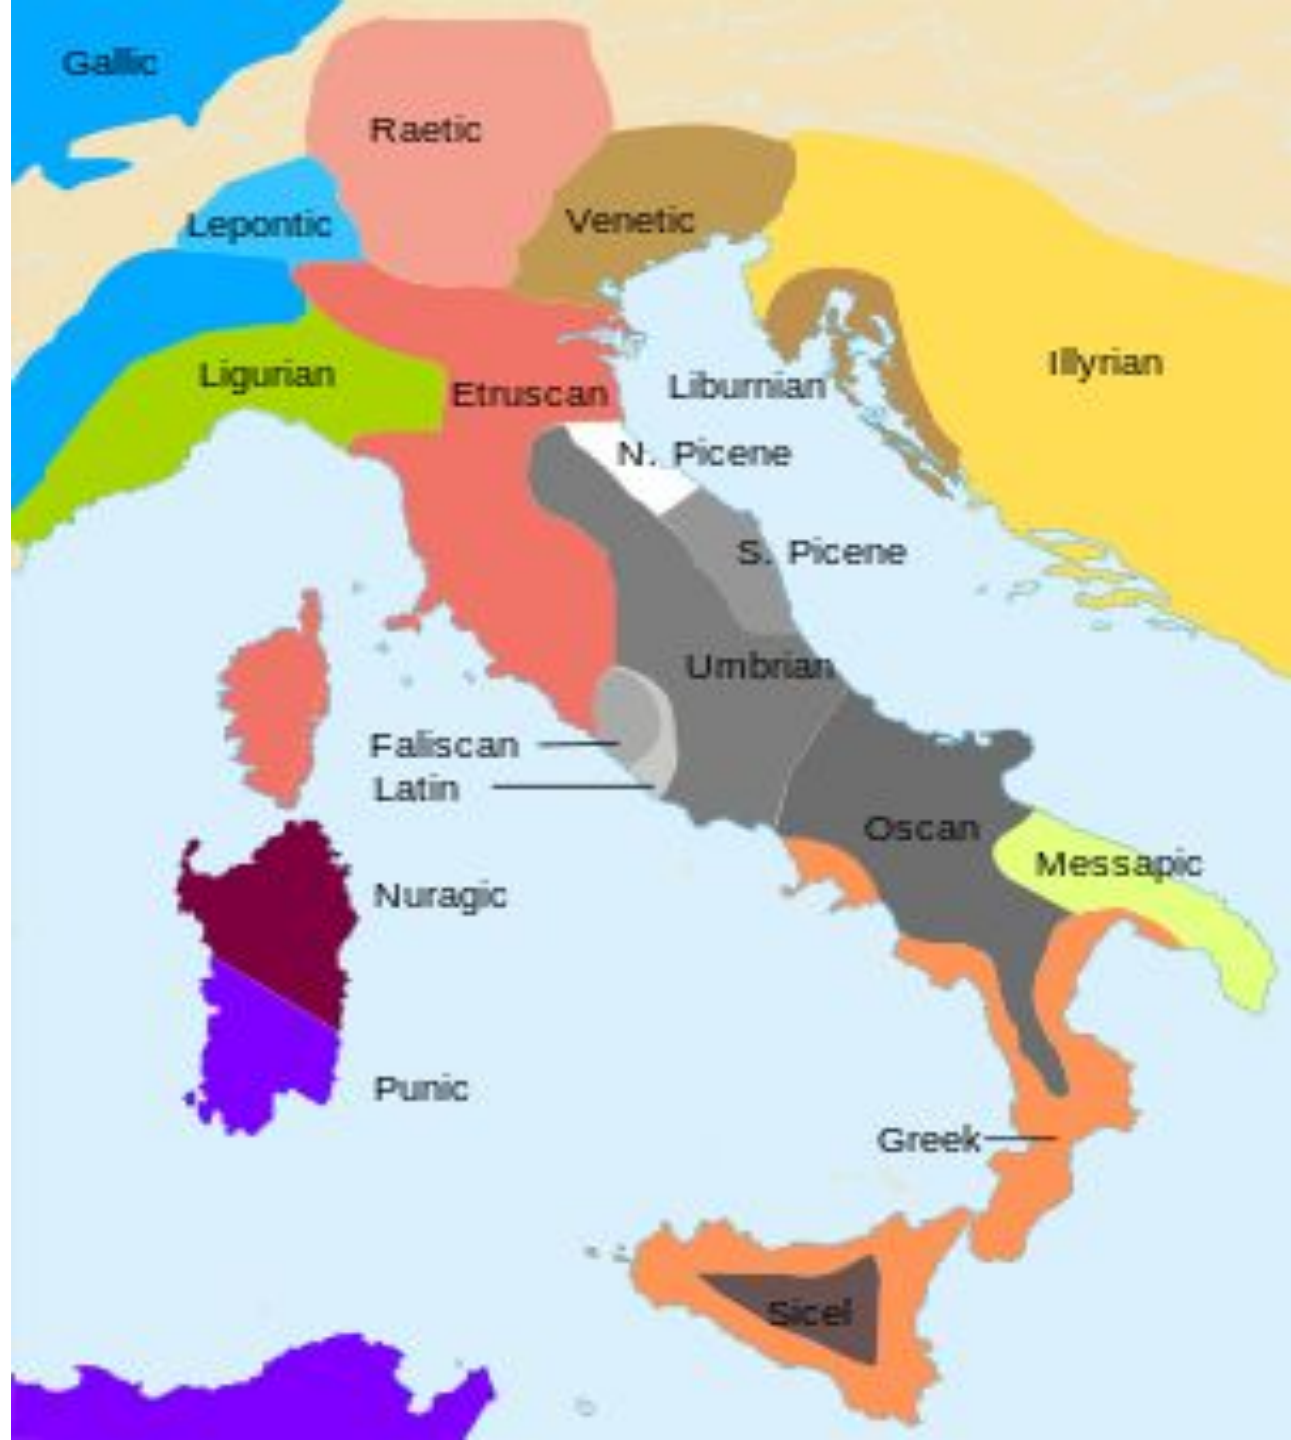 Gallic
Raetic
Lepontic
Venetic
Ligurian
Etruscan
Liburnian
Illyrian
N. Picene
S. Picene
Umbrian
Faliscan
Latin
Oscan
Messapic
Nuragic
Punic
Greek
Sicel